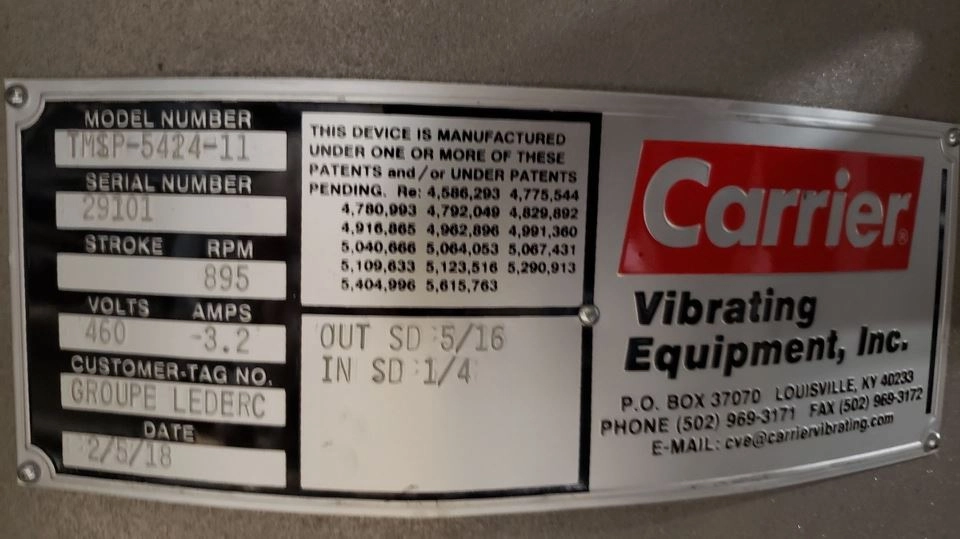 MODEL NUMBER
TMSP-5424-11
SERIAL NUMBER
29101
STROKE RPM
895
VOLTS AMPS
460 -3.2
CUSTOMER-TAG NO.
GROUPE LEDERC
DATE
2/5/18
THIS DEVICE IS MANUFACTURED
UNDER ONE OR MORE OF THESE
PATENTS and/or UNDER PATENTS
PENDING. Re: 4,586,293 4,775,544
4,780,993 4,792,049 4,829,892
4,916,865 4,962,896 4,991,360
5,040,666 5,064,053 5,067,431
5,109,633 5,123,516 5,290,913
5,404,996 5,615,763
OUT SD 5/16
IN SD 1/4
Carrier®
Vibrating
Equipment, Inc.
P.O. BOX 37070 LOUISVILLE, KY 40233
PHONE (502) 969-3171 FAX (502) 969-3172
E-MAIL: cve@carriervibrating.com